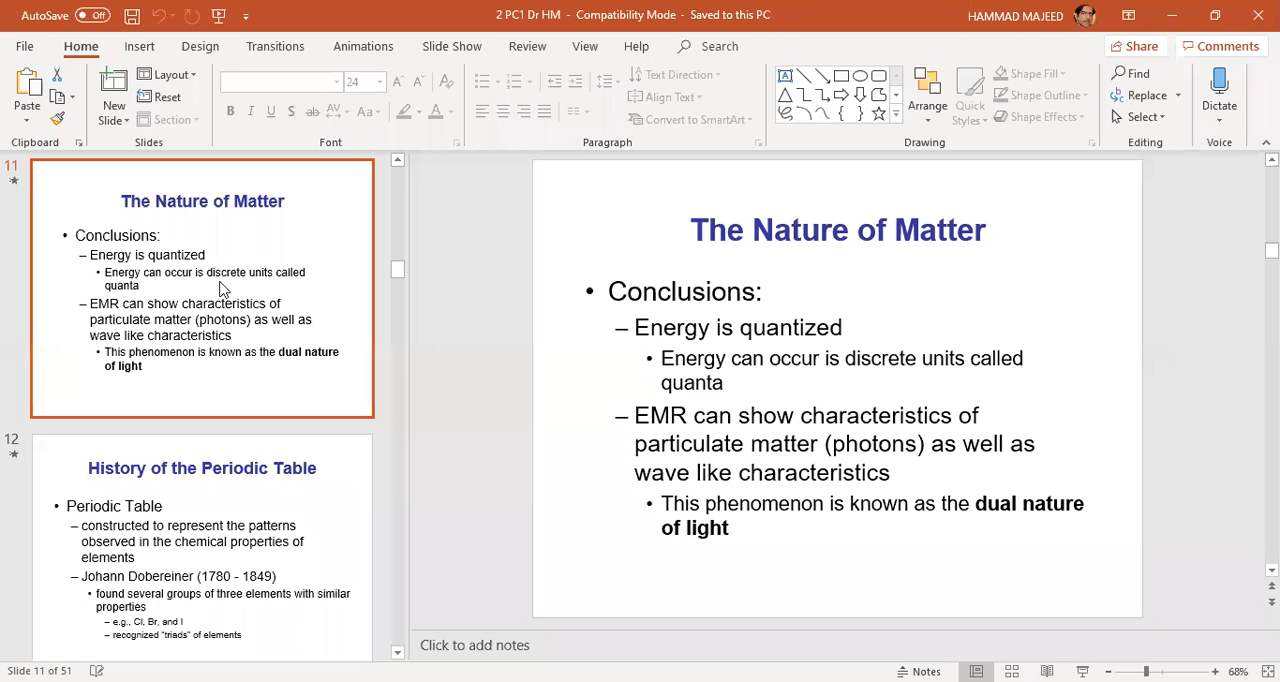 AutoSave Off 2 PC1 Dr HM - Compatibility Mode - Saved to this PC HAMMAD MAJEED
File Home Insert Design Transitions Animations Slide Show Review View Help Search Share Comments
Paste New Slide Layout Reset Section 24 Text Direction Align Text Convert to SmartArt Arrange Quick Styles Shape Fill Shape Outline Shape Effects Find Replace Select Dictate
Clipboard Slides Font Paragraph Drawing Editing Voice
11
The Nature of Matter
• Conclusions:
– Energy is quantized
• Energy can occur is discrete units called
quanta
– EMR can show characteristics of
particulate matter (photons) as well as
wave like characteristics
• This phenomenon is known as the dual nature
of light
12
History of the Periodic Table
• Periodic Table
– constructed to represent the patterns
observed in the chemical properties of
elements
– Johann Dobereiner (1780 - 1849)
• found several groups of three elements with similar
properties
– e.g., Cl, Br, and I
– recognized "triads" of elements
The Nature of Matter
• Conclusions:
– Energy is quantized
• Energy can occur is discrete units called
quanta
– EMR can show characteristics of
particulate matter (photons) as well as
wave like characteristics
• This phenomenon is known as the dual nature
of light
Click to add notes
Slide 11 of 51 Notes 68%